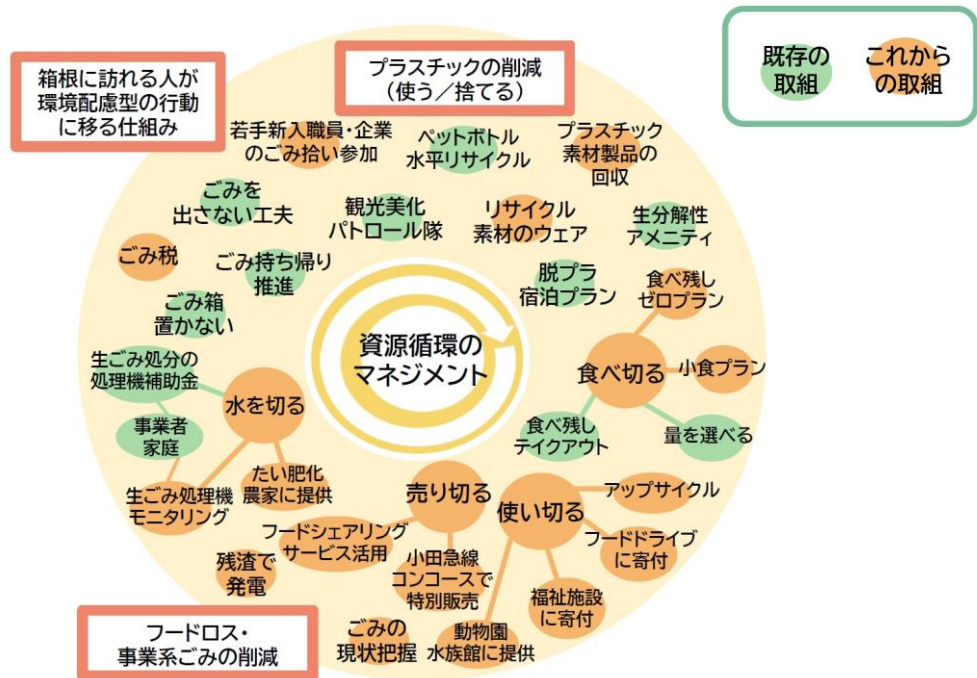 既存の
取組
これから
の取組
箱根に訪れる人が
環境配慮型の行動
に移る仕組み
プラスチックの削減
(使う/捨てる)
若手新入職員・企業
のごみ拾い参加
ペットボトル
水平リサイクル
プラスチック
素材製品の
回収
ごみを
出さない工夫
観光美化
パトロール隊
リサイクル
素材のウェア
生分解性
アメニティ
ごみ税
ごみ持ち帰り
推進
脱プラ
宿泊プラン
食べ残し
ゼロプラン
ごみ箱
置かない
資源循環の
マネジメント
生ごみ処分の
処理機補助金
水を切る
食べ切る
小食プラン
事業者
家庭
食べ残し
テイクアウト
量を選べる
生ごみ処理機
モニタリング
たい肥化
農家に提供
売り切る
使い切る
アップサイクル
フードシェアリング
サービス活用
小田急線
コンコースで
特別販売
フードドライブ
に寄付
残渣で
発電
福祉施設
に寄付
ごみの
現状把握
動物園
水族館に提供
フードロス・
事業系ごみの削減